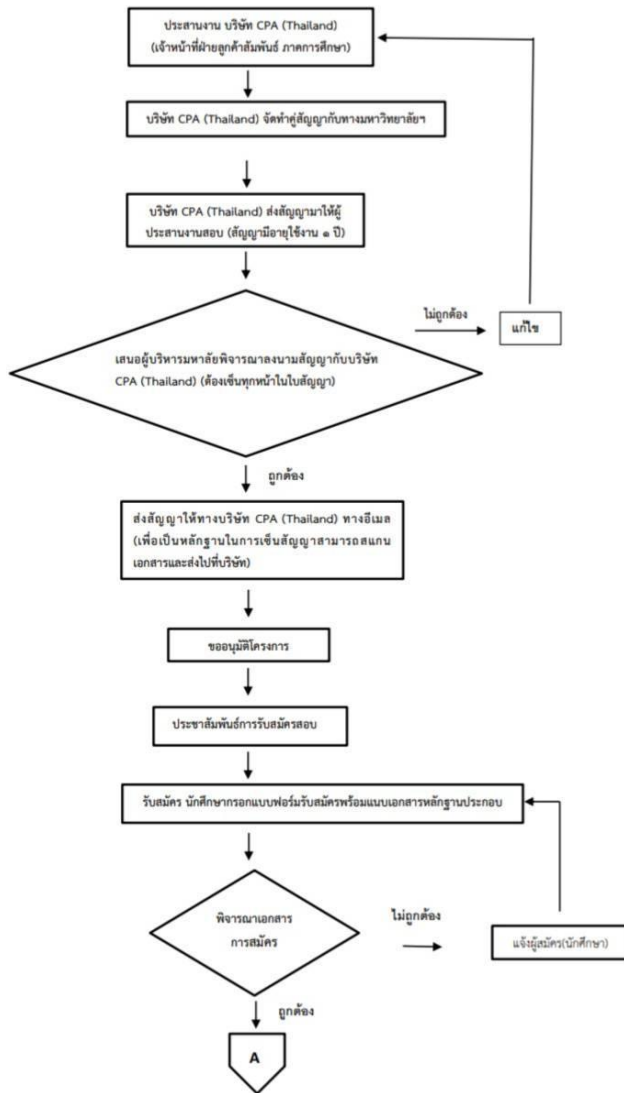 ประสานงาน บริษัท CPA (Thailand)
(เจ้าหน้าที่ฝ่ายลูกค้าสัมพันธ์ ภาคการศึกษา)
บริษัท CPA (Thailand) จัดทำคู่สัญญากับทางมหาวิทยาลัยฯ
บริษัท CPA (Thailand) ส่งสัญญามาให้ผู้
ประสานงานสอบ (สัญญามีอายุใช้งาน ๑ ปี)
ไม่ถูกต้อง
แก้ไข
เสนอผู้บริหารมหาลัยพิจารณาลงนามสัญญากับบริษัท
CPA (Thailand) (ต้องเซ็นทุกหน้าในใบสัญญา)
ถูกต้อง
ส่งสัญญาให้ทางบริษัท CPA (Thailand) ทางอีเมล
(เพื่อเป็นหลักฐานในการเซ็นสัญญาสามารถสแกน
เอกสารและส่งไปที่บริษัท)
ขออนุมัติโครงการ
ประชาสัมพันธ์การรับสมัครสอบ
รับสมัคร นักศึกษากรอกแบบฟอร์มรับสมัครพร้อมแนบเอกสารหลักฐานประกอบ
พิจารณาเอกสาร
การสมัคร
ไม่ถูกต้อง
แจ้งผู้สมัคร(นักศึกษา)
ถูกต้อง
A